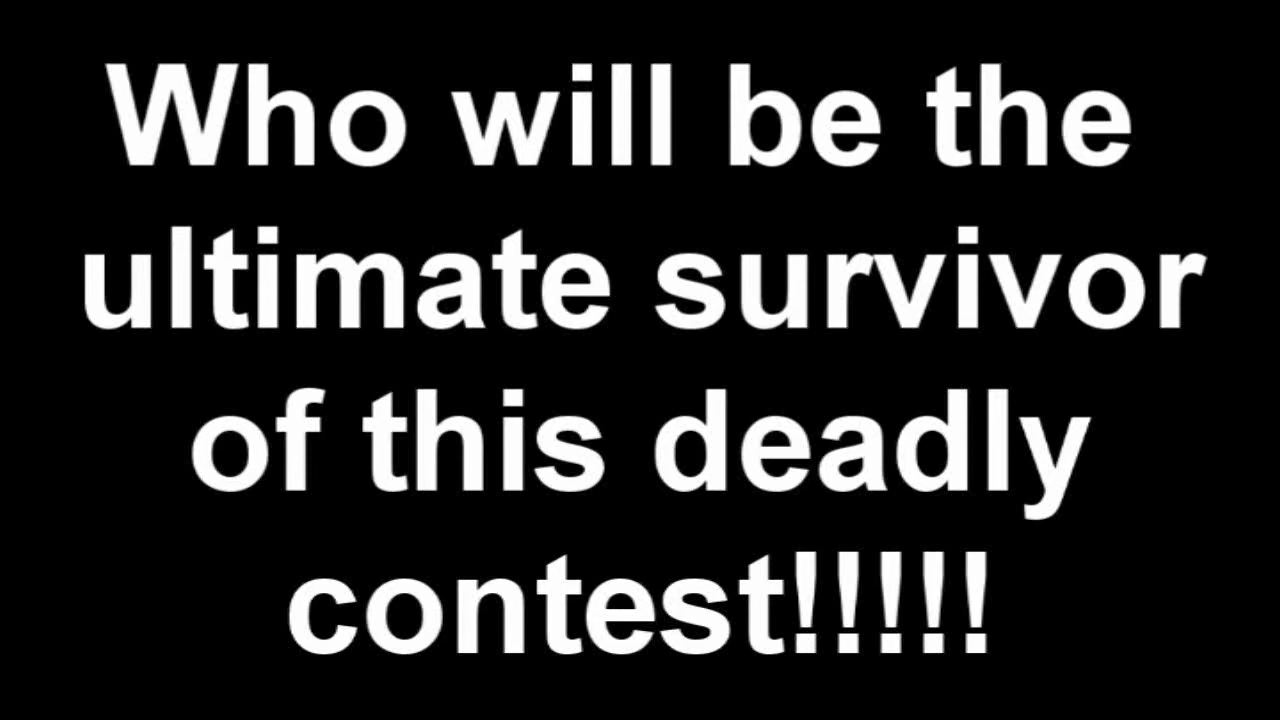 Who will be the
ultimate survivor
of this deadly
contest!!!!!